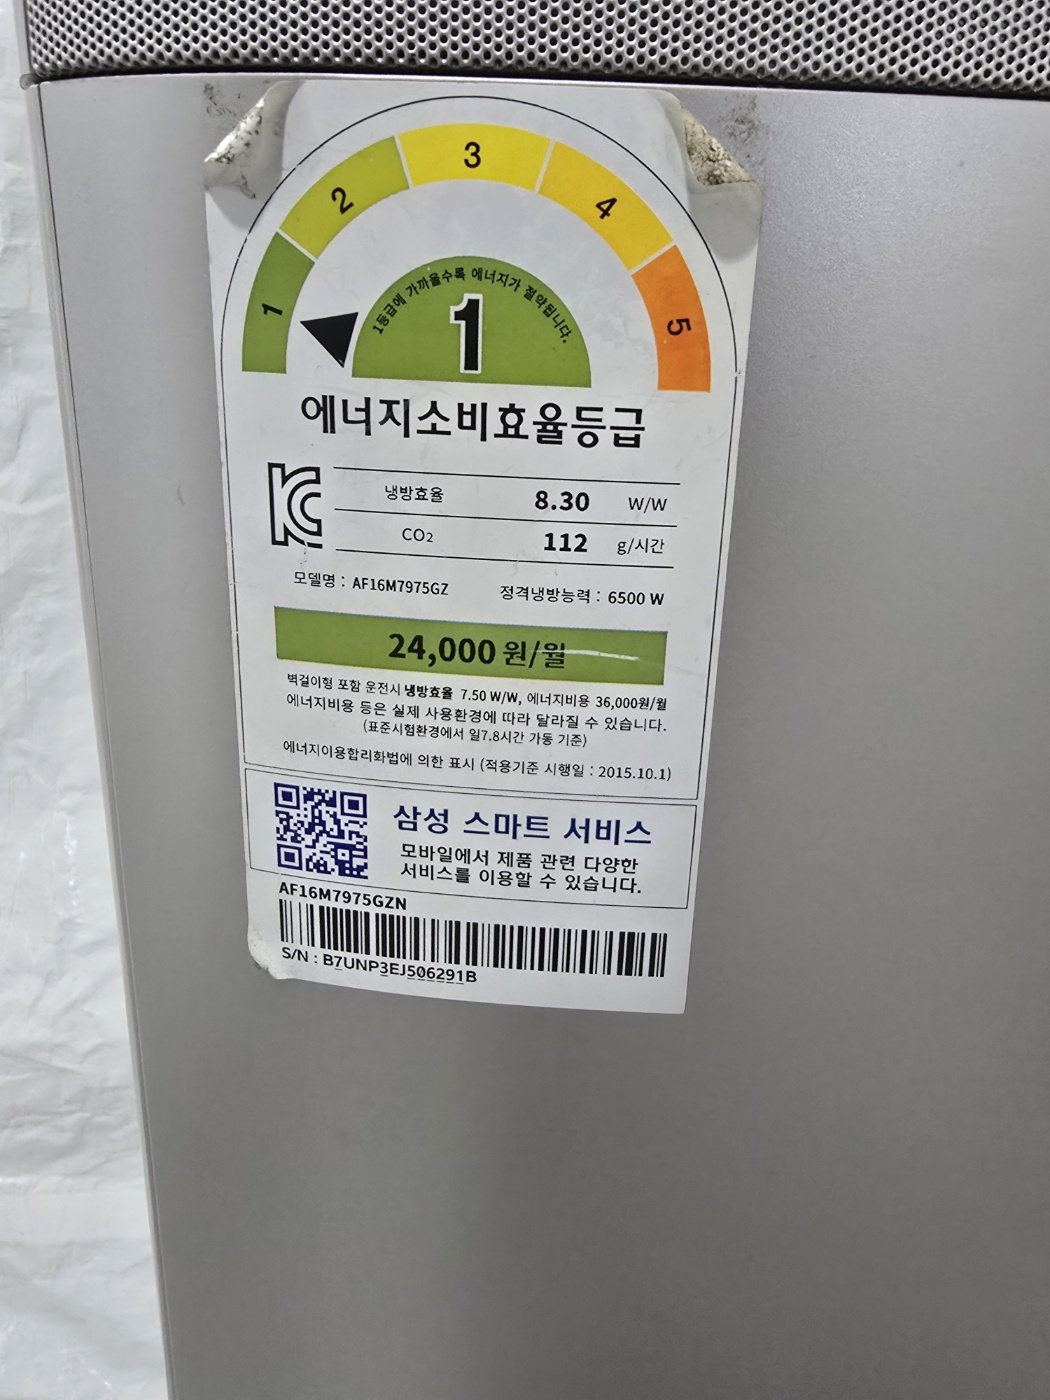 1 2 3 4 5
1등급에 가까울수록 에너지가 절약됩니다.
1
에너지소비효율등급
냉방효율 8.30 W/W
CO₂ 112 g/시간
모델명 : AF16M7975GZ 정격냉방능력 : 6500 W
24,000 원/월
벽걸이형 포함 운전시 냉방효율 7.50 W/W, 에너지비용 36,000원/월
에너지비용 등은 실제 사용환경에 따라 달라질 수 있습니다.
(표준시험환경에서 일7.8시간 가동 기준)
에너지이용합리화법에 의한 표시 (적용기준 시행일 : 2015.10.1)
삼성 스마트 서비스
모바일에서 제품 관련 다양한
서비스를 이용할 수 있습니다.
AF16M7975GZN
S/N : B7UNP3EJ506291B